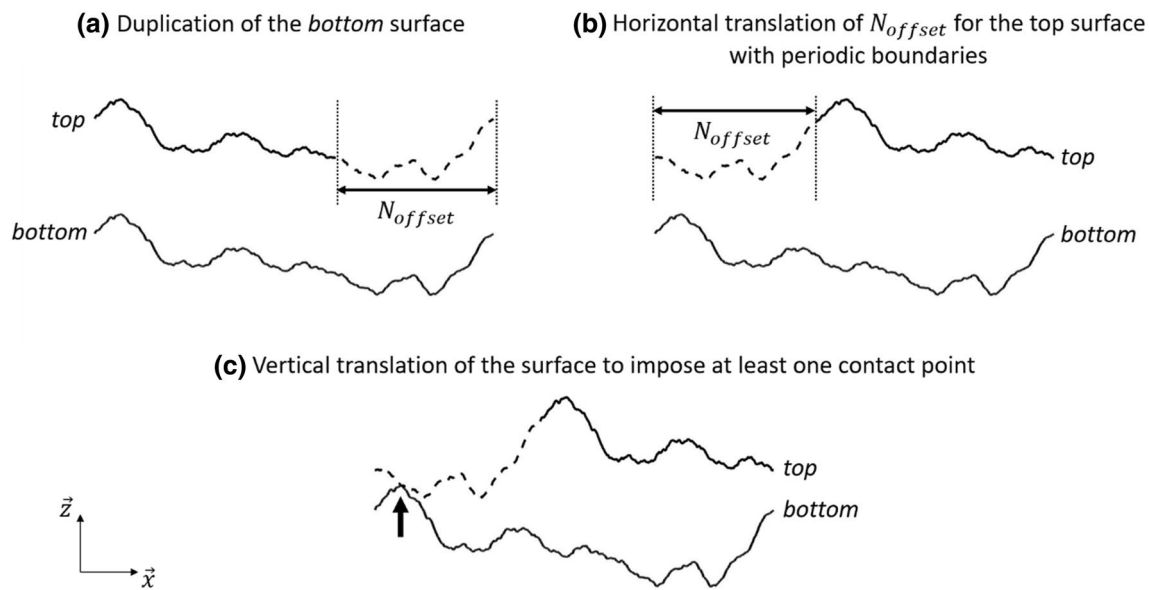 (a) Duplication of the bottom surface
(b) Horizontal translation of N_offset for the top surface
with periodic boundaries
top
N_offset
bottom
N_offset
top
bottom
(c) Vertical translation of the surface to impose at least one contact point
top
bottom
z⃗
x⃗